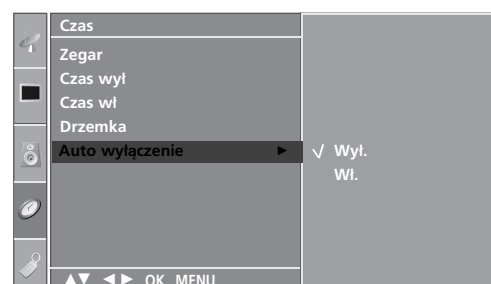 Czas
Zegar
Czas wył
Czas wł
Drzemka
Auto wyłączenie ►
√ Wył.
Wł.
▲▼ ◄► OK MENU